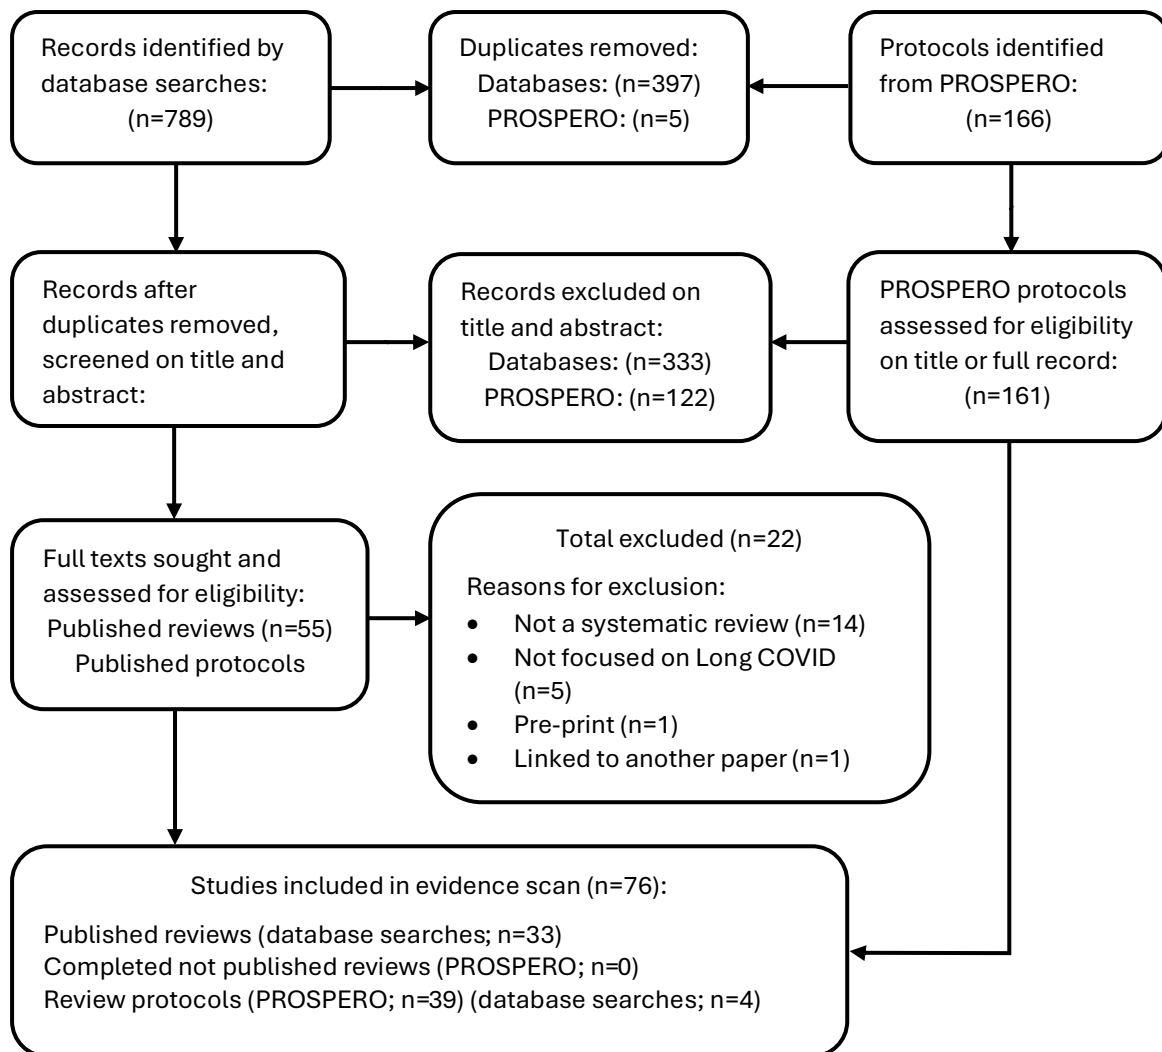 Records identified by
database searches:
(n=789)
Duplicates removed:
Databases: (n=397)
PROSPERO: (n=5)
Protocols identified
from PROSPERO:
(n=166)
Records after
duplicates removed,
screened on title and
abstract:
Records excluded on
title and abstract:
Databases: (n=333)
PROSPERO: (n=122)
PROSPERO protocols
assessed for eligibility
on title or full record:
(n=161)
Full texts sought and
assessed for eligibility:
Published reviews (n=55)
Published protocols
Total excluded (n=22)
Reasons for exclusion:
• Not a systematic review (n=14)
• Not focused on Long COVID
(n=5)
• Pre-print (n=1)
• Linked to another paper (n=1)
Studies included in evidence scan (n=76):
Published reviews (database searches; n=33)
Completed not published reviews (PROSPERO; n=0)
Review protocols (PROSPERO; n=39) (database searches; n=4)